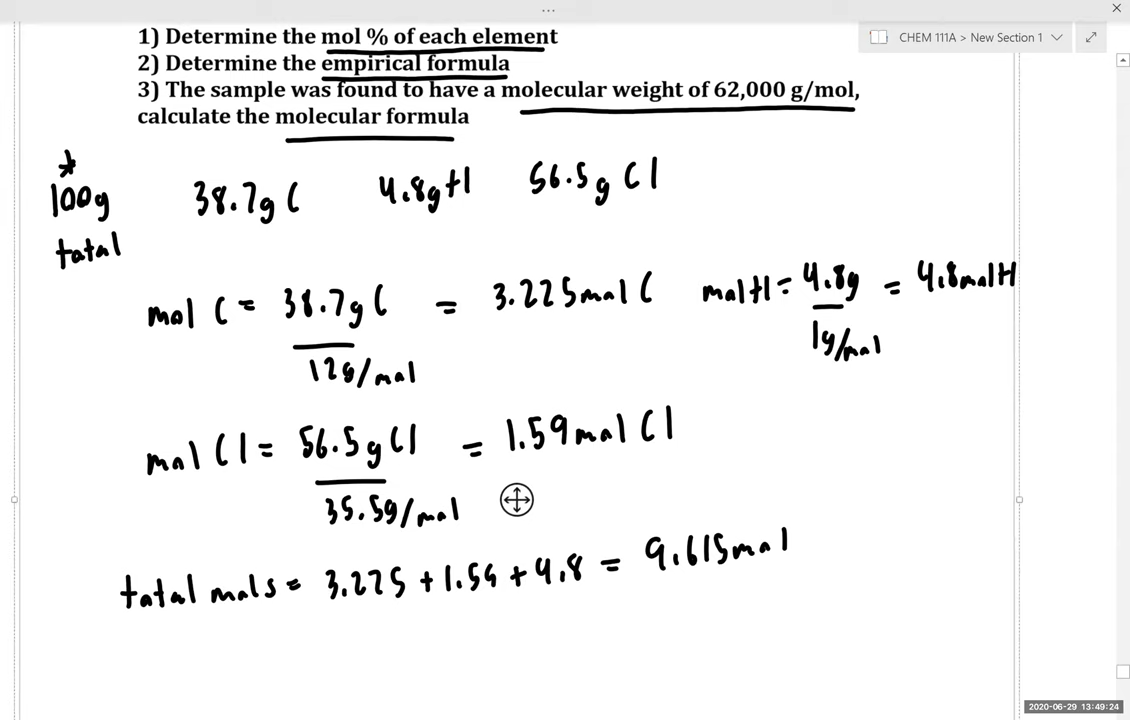 CHEM 111A > New Section 1
1) Determine the mol % of each element
2) Determine the empirical formula
3) The sample was found to have a molecular weight of 62,000 g/mol,
calculate the molecular formula
* 100g total
38.7g C 4.8g H 56.5g Cl
mol C = 38.7g C / 12g/mol = 3.225 mol C
mol H = 4.8g / 1g/mol = 4.8 mol H
mol Cl = 56.5g Cl / 35.5g/mol = 1.59 mol Cl
total mols = 3.225 + 1.59 + 4.8 = 9.615 mol
2020-06-29 13:49:24